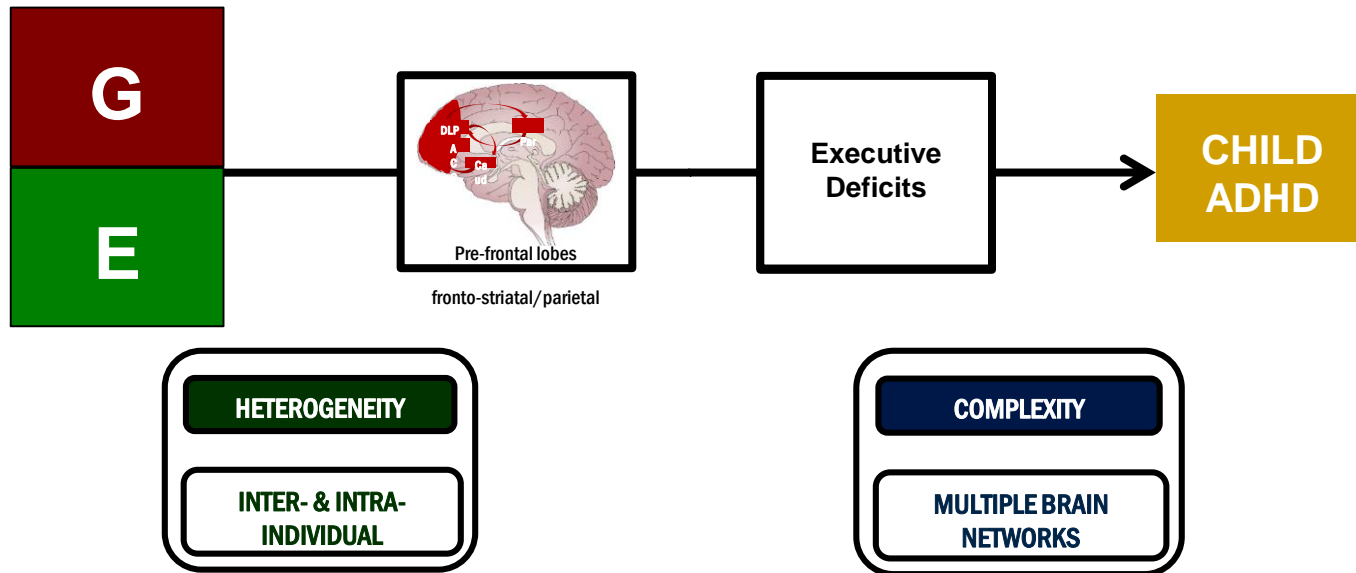 G
E
DLP
A
C
Ca
ud
Par
Pre-frontal lobes
fronto-striatal/parietal
Executive
Deficits
CHILD
ADHD
HETEROGENEITY
INTER- & INTRA-
INDIVIDUAL
COMPLEXITY
MULTIPLE BRAIN
NETWORKS